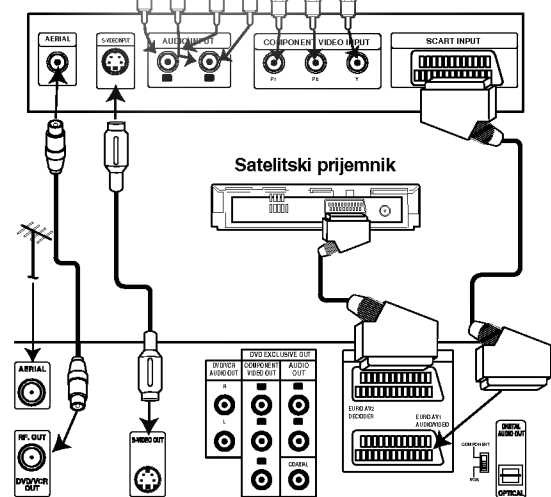 AERIAL
S-VIDEO INPUT
AUDIO INPUT
COMPONENT VIDEO INPUT
SCART INPUT
Pr
Pb
Y
Satelitski prijemnik
AERIAL
RF. OUT
DVD/VCR
OUT
S-VIDEO OUT
DVD EXCLUSIVE OUT
DVD/VCR
AUDIO OUT
COMPONENT
VIDEO OUT
AUDIO
OUT
R
L
COAXIAL
EURO AV2
DECODER
EURO AV1
AUDIO/VIDEO
COMPONENT
RGB
DIGITAL
AUDIO OUT
OPTICAL